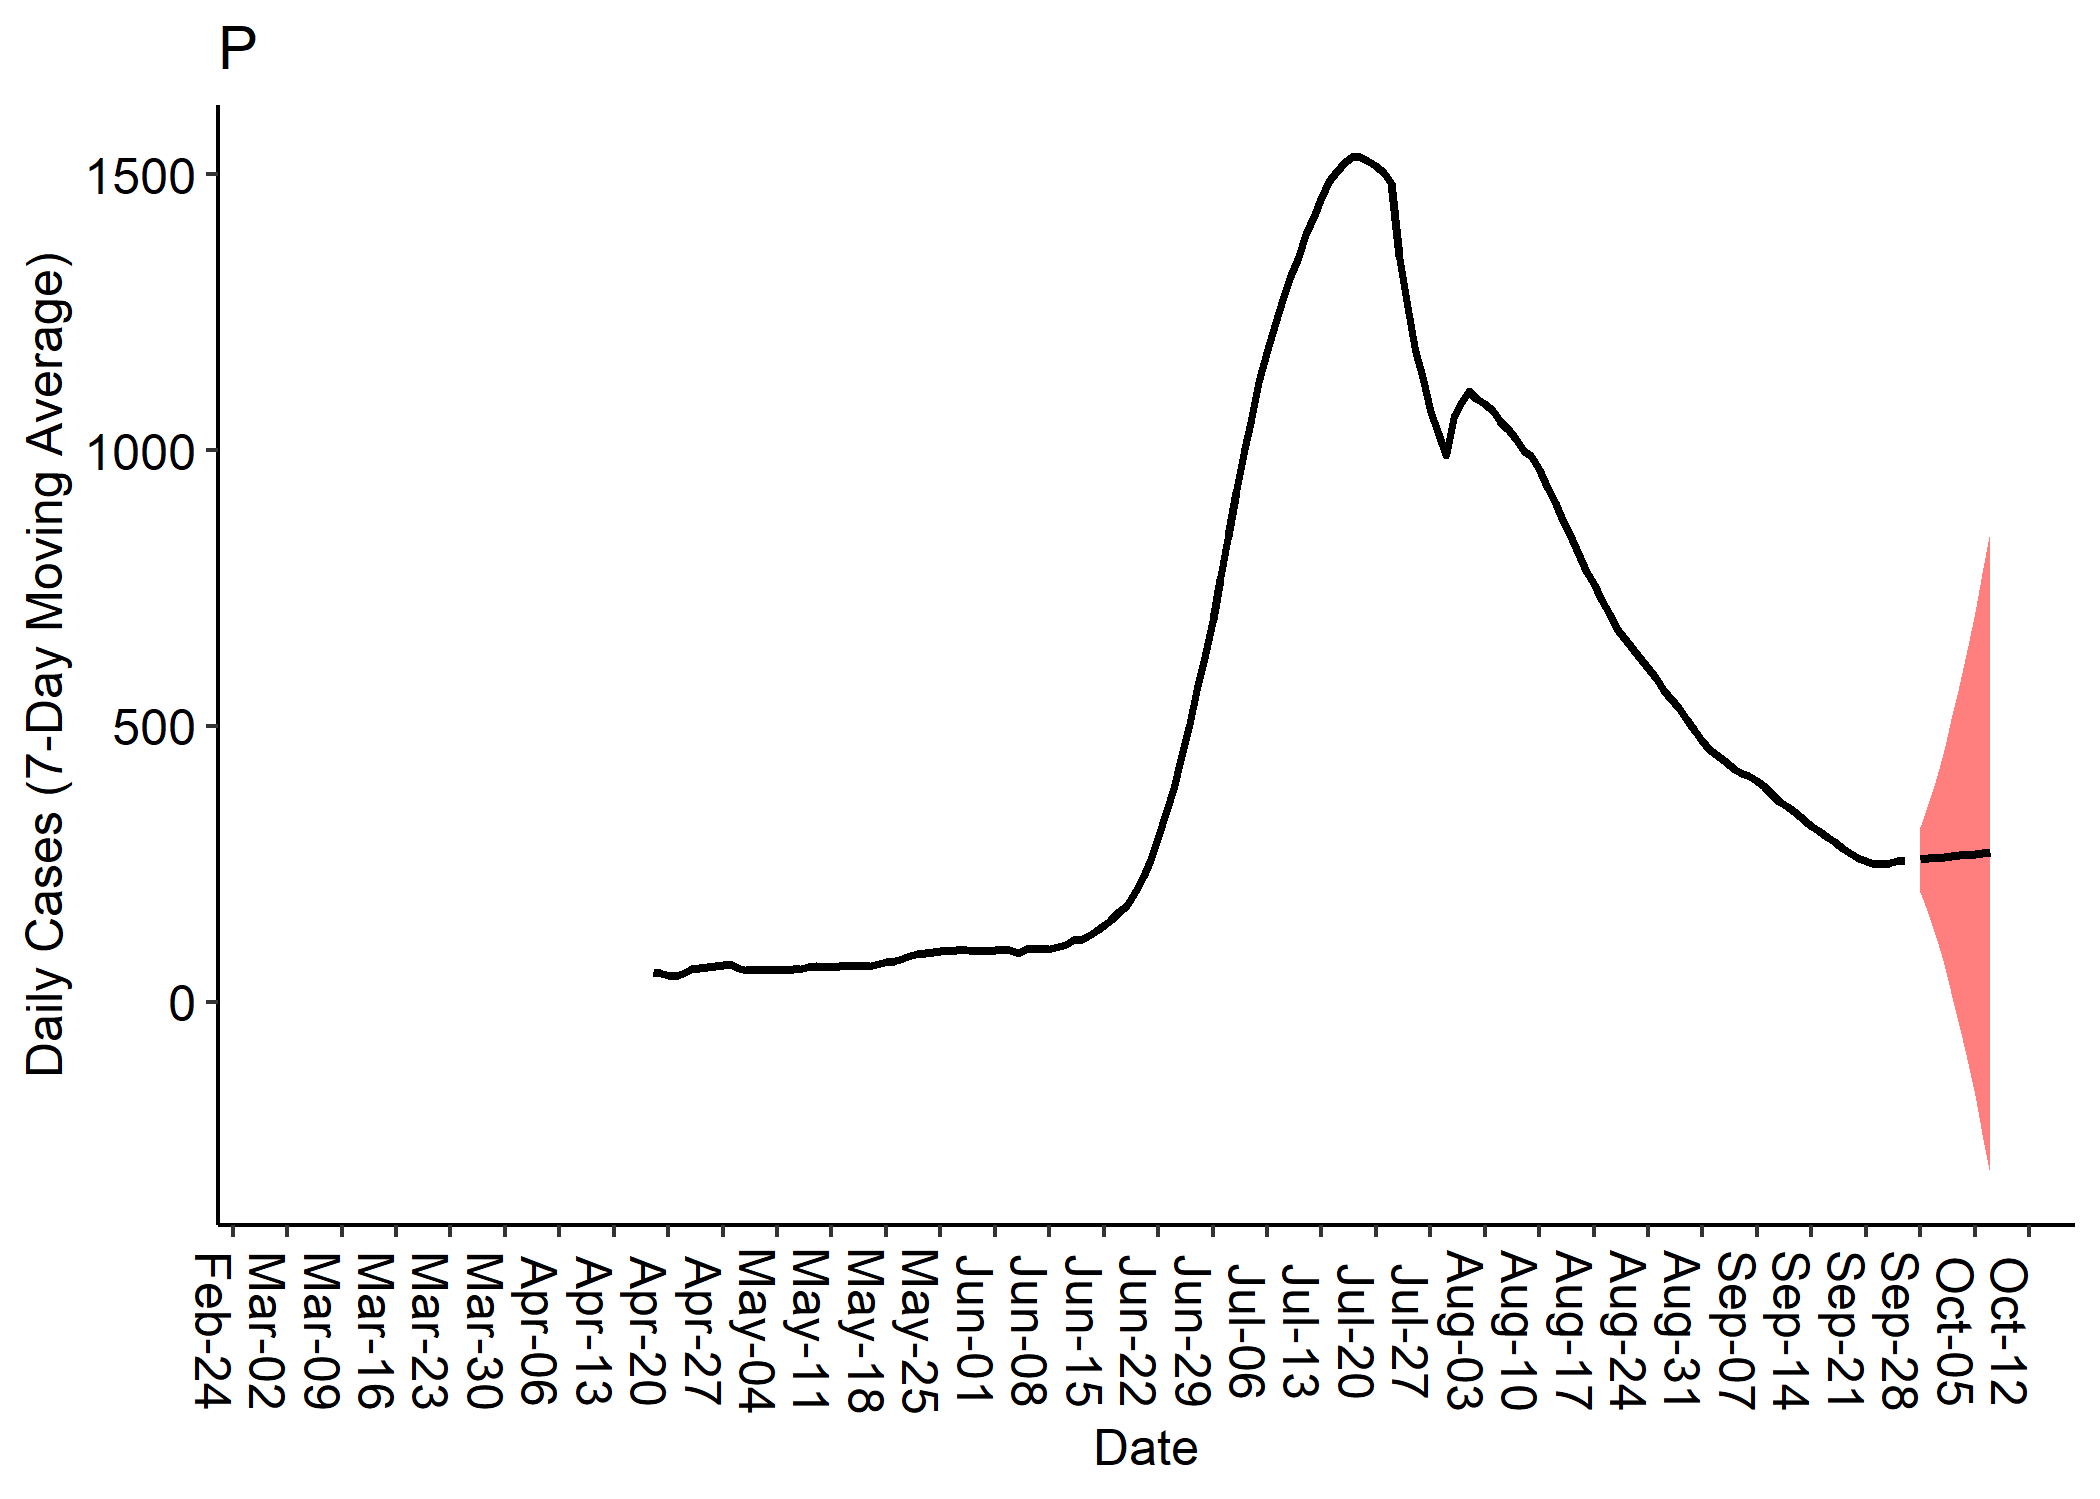 P
Daily Cases (7-Day Moving Average)
1500
1000
500
0
Feb-24
Mar-02
Mar-09
Mar-16
Mar-23
Mar-30
Apr-06
Apr-13
Apr-20
Apr-27
May-04
May-11
May-18
May-25
Jun-01
Jun-08
Jun-15
Jun-22
Jun-29
Jul-06
Jul-13
Jul-20
Jul-27
Aug-03
Aug-10
Aug-17
Aug-24
Aug-31
Sep-07
Sep-14
Sep-21
Sep-28
Oct-05
Oct-12
Date